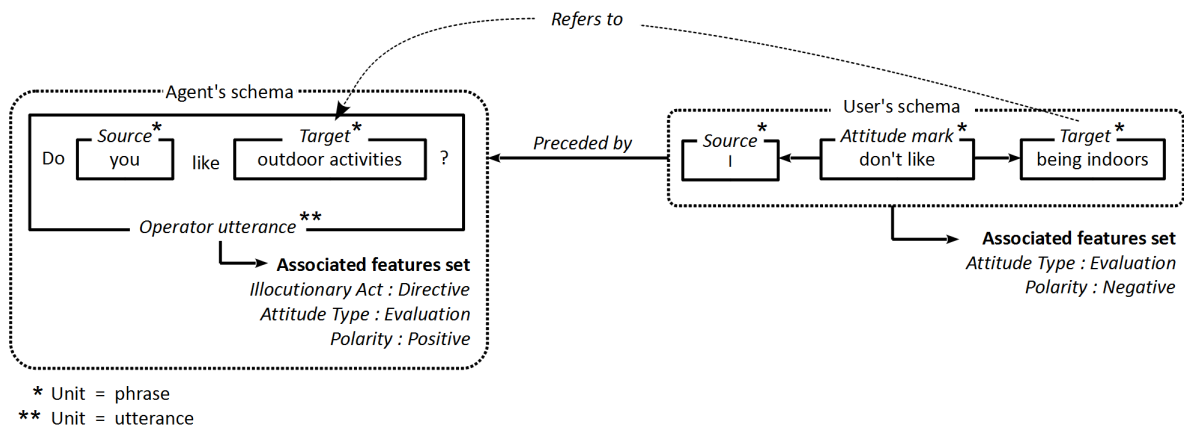 Refers to
Agent's schema
Source*
Target*
Do you like outdoor activities ?
Operator utterance**
Associated features set
Illocutionary Act : Directive
Attitude Type : Evaluation
Polarity : Positive
Preceded by
User's schema
Source*
Attitude mark*
Target*
I
don't like
being indoors
Associated features set
Attitude Type : Evaluation
Polarity : Negative
* Unit = phrase
** Unit = utterance